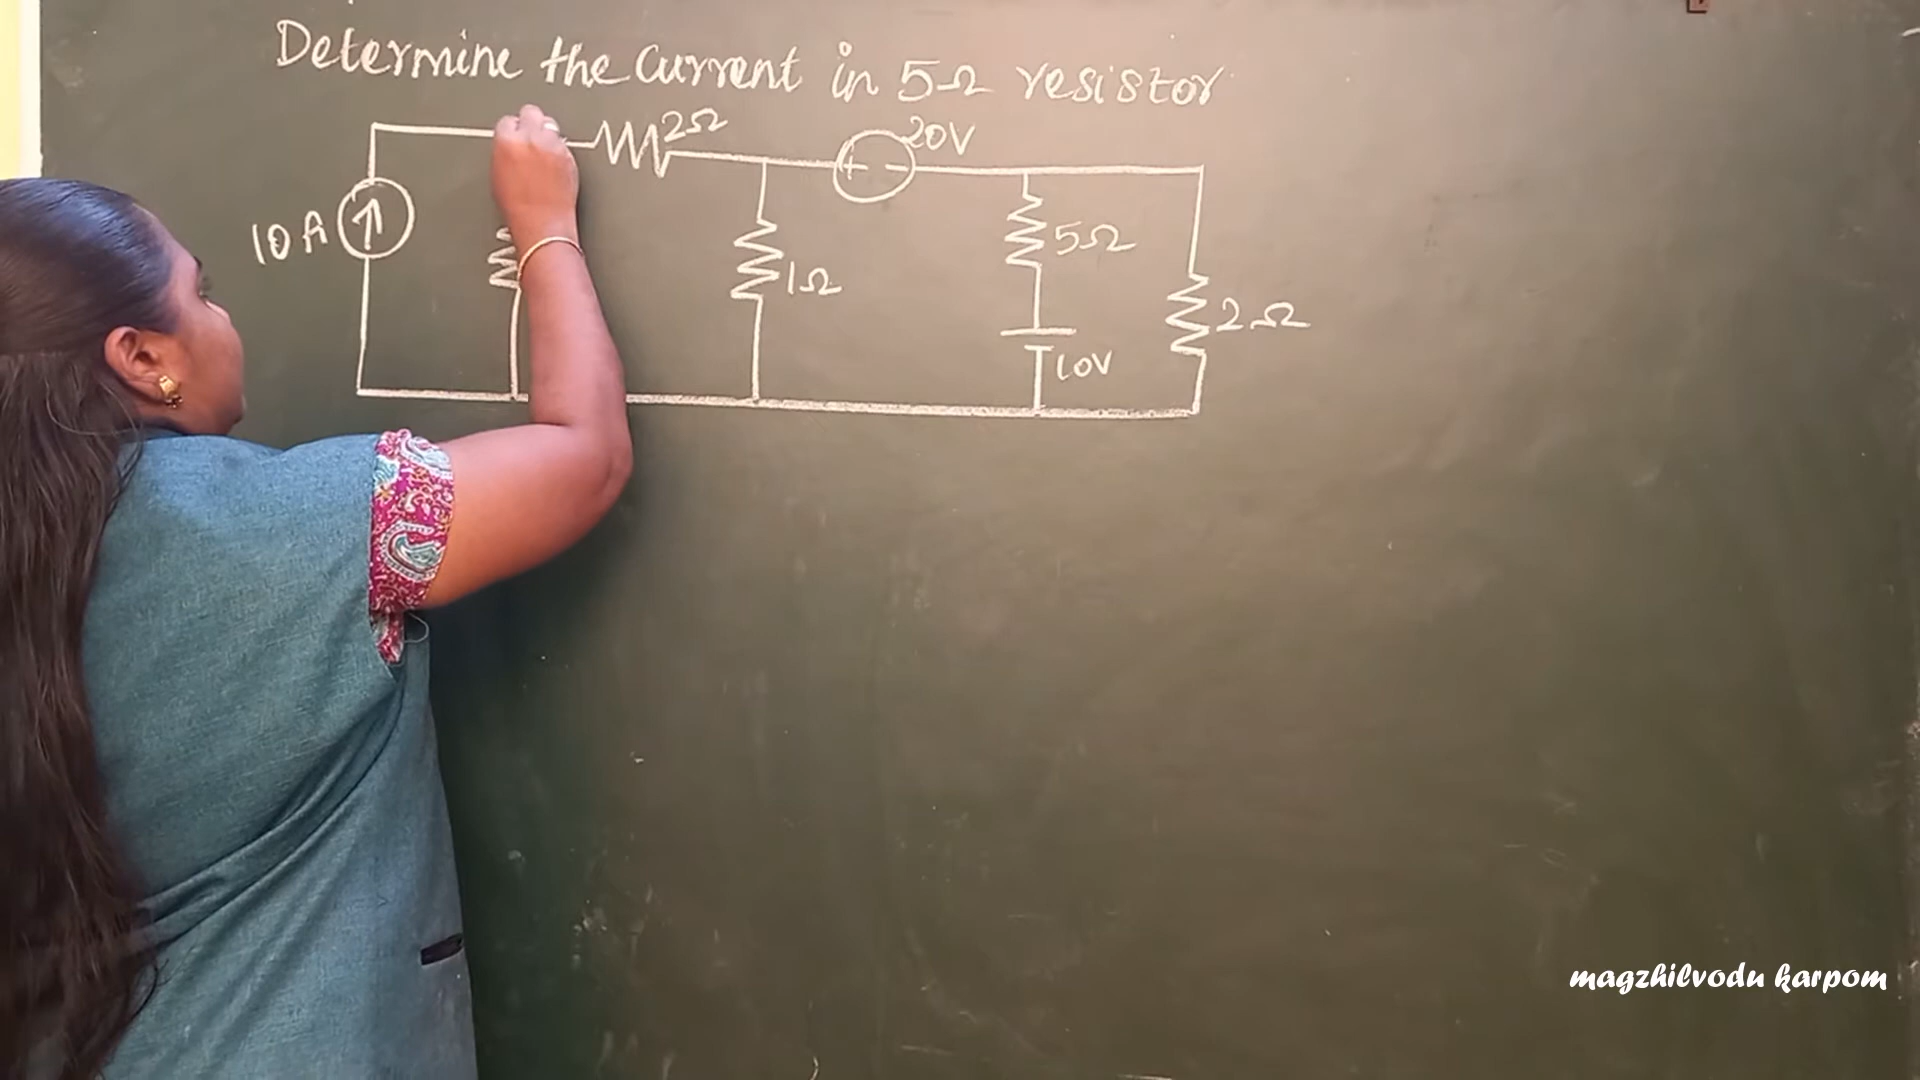 Determine the current in 5Ω resistor
2Ω
20V
10A
5Ω
1Ω
2Ω
10V
+ -
magzhilvodu karpom